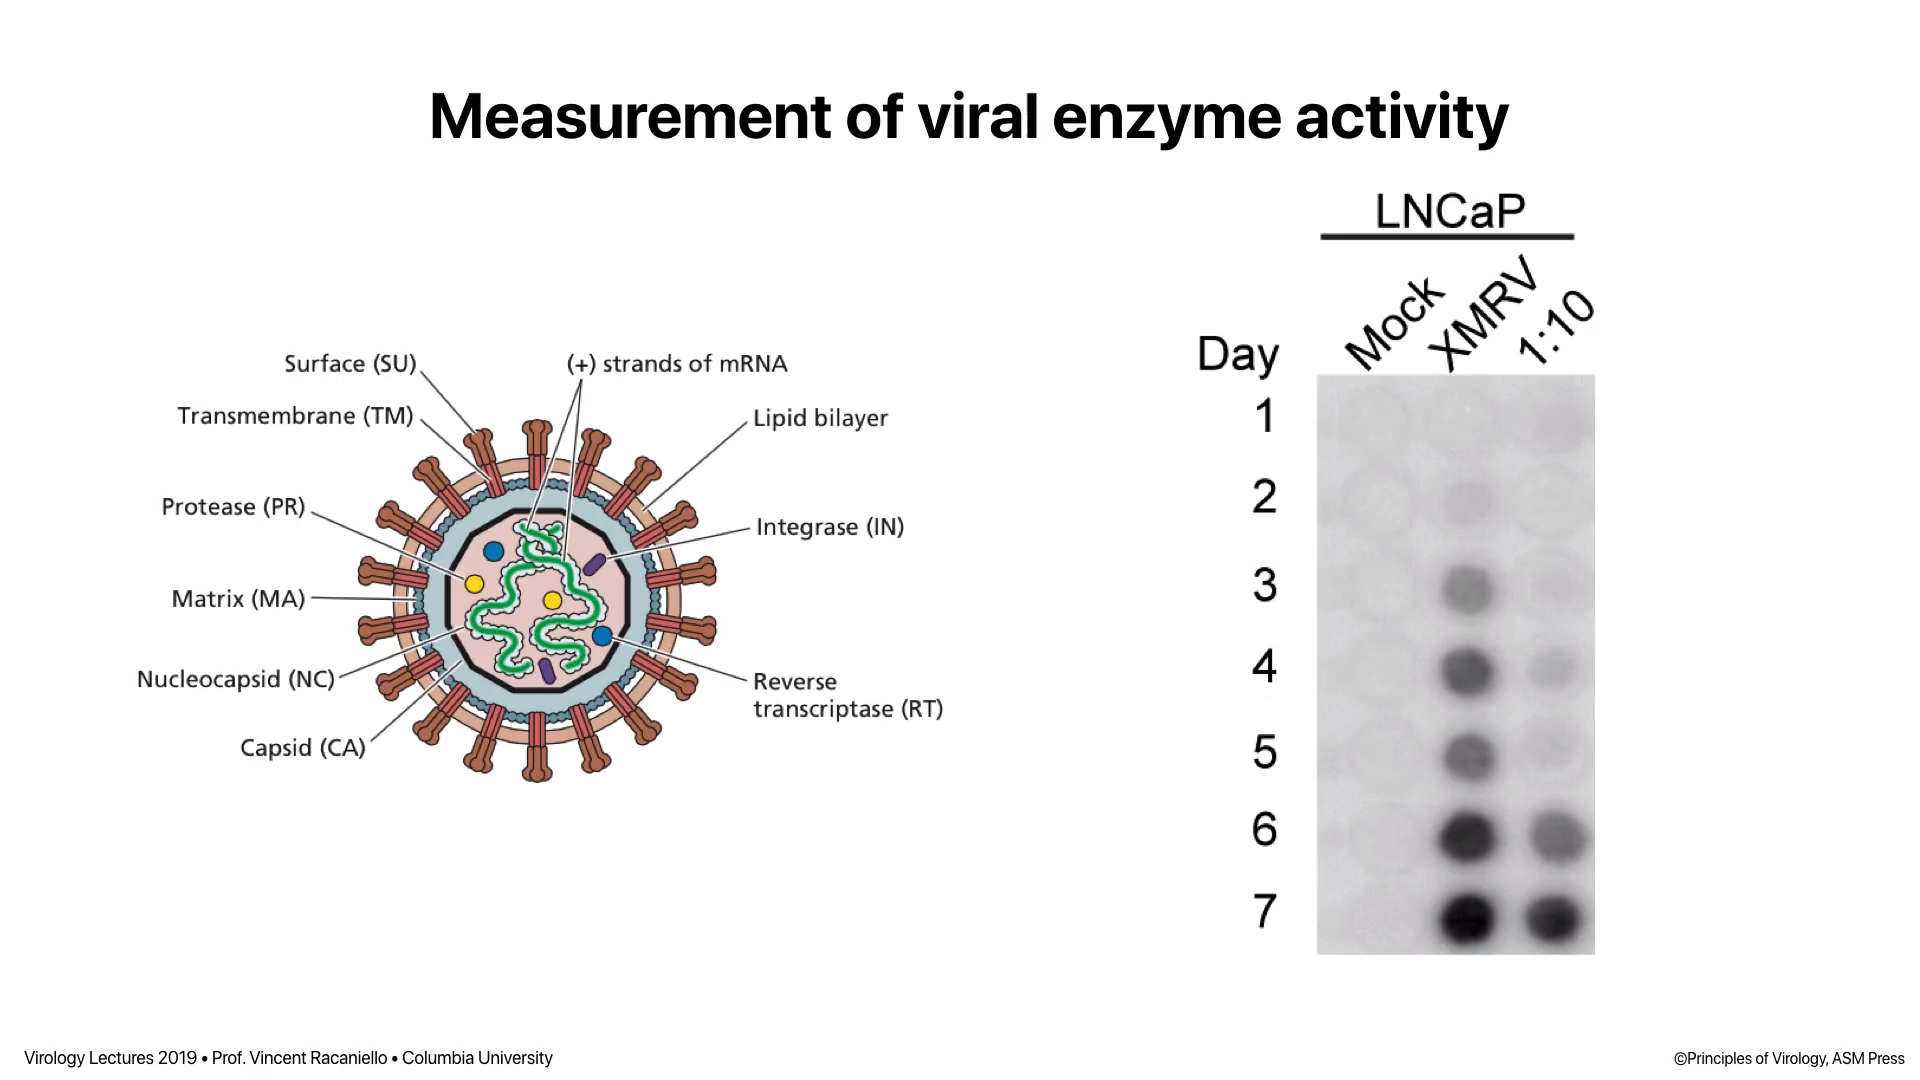 Measurement of viral enzyme activity
Surface (SU)
Transmembrane (TM)
Protease (PR)
Matrix (MA)
Nucleocapsid (NC)
Capsid (CA)
(+) strands of mRNA
Lipid bilayer
Integrase (IN)
Reverse
transcriptase (RT)
LNCaP
Day
Mock
XMRV
1:10
1
2
3
4
5
6
7
Virology Lectures 2019 • Prof. Vincent Racaniello • Columbia University
©Principles of Virology, ASM Press